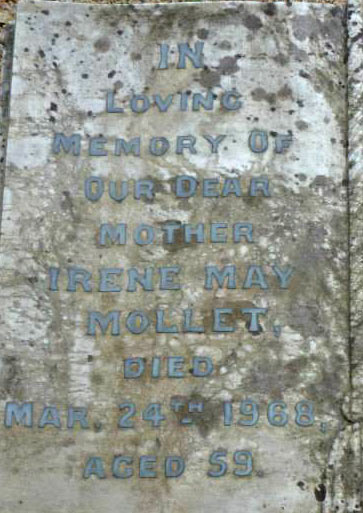 IN
LOVING
MEMORY OF
OUR DEAR
MOTHER
IRENE MAY
MOLLET.
DIED
MAR. 24TH 1968,
AGED 59.